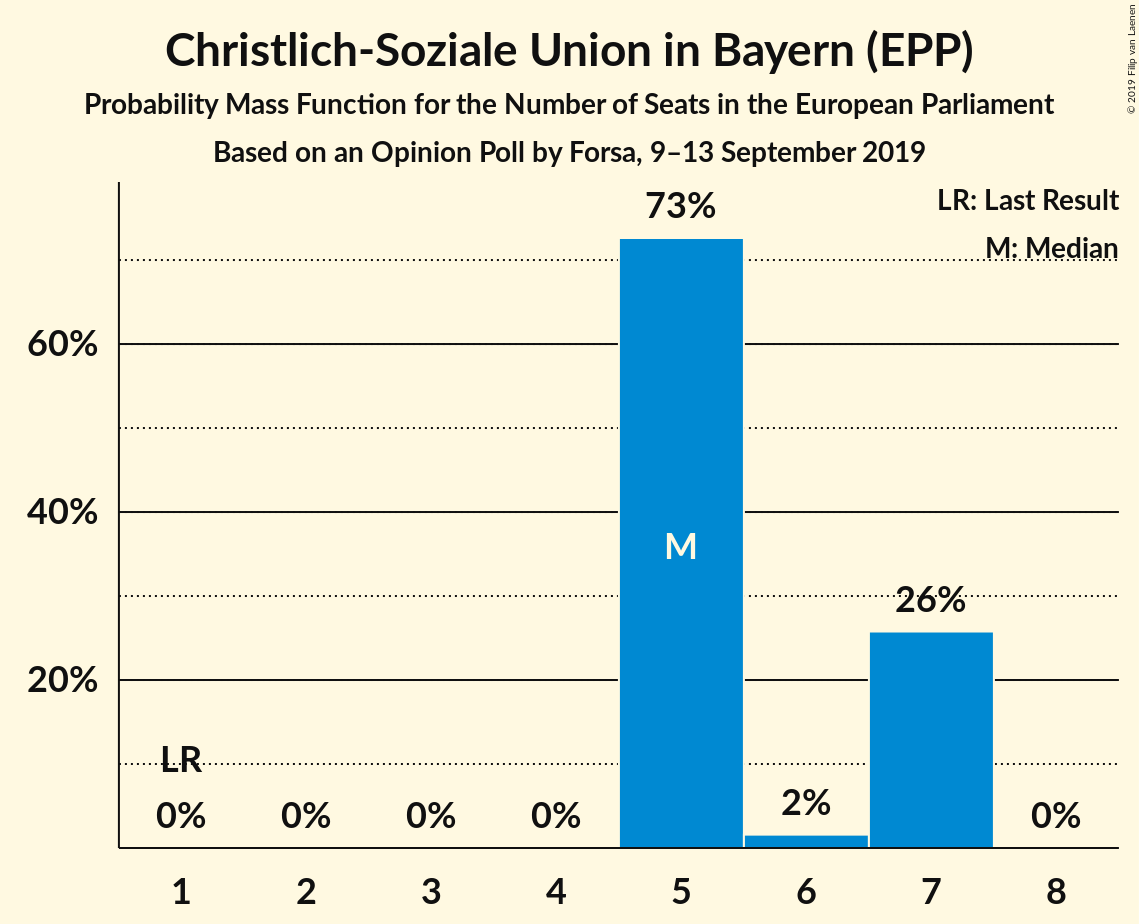 Christlich-Soziale Union in Bayern (EPP)
Probability Mass Function for the Number of Seats in the European Parliament
Based on an Opinion Poll by Forsa, 9–13 September 2019
© 2019 Filip van Laenen
LR: Last Result
M: Median
73%
60%
40%
M
26%
20%
LR
2%
0% 0% 0% 0% 0%
1 2 3 4 5 6 7 8